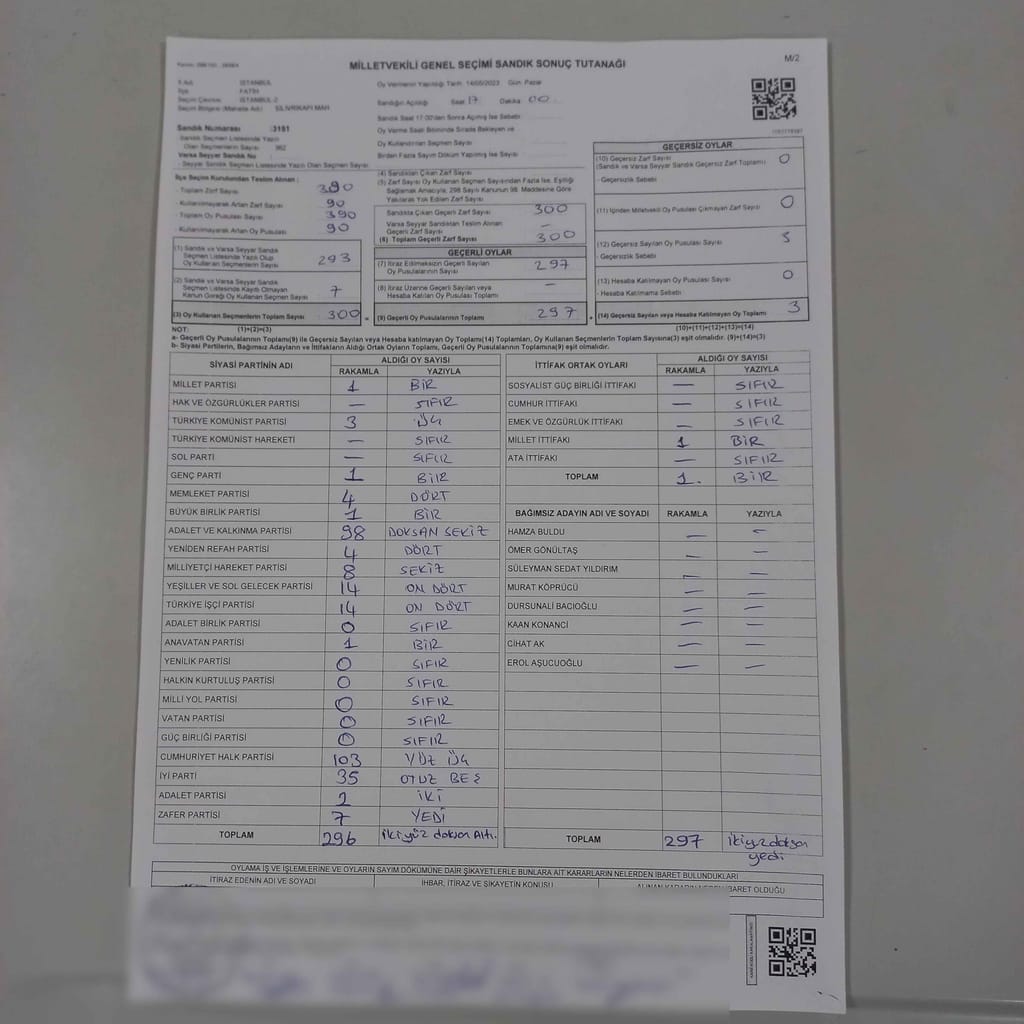 M/2
MİLLETVEKİLİ GENEL SEÇİMİ SANDIK SONUÇ TUTANAĞI
İSTANBUL
FATİH
İSTANBUL-2
Seçim Bölgesi (Mahalle Adı) SİLİVRİKAPI MAH
Sandık Numarası 3151
Sandık Seçmen Listesinde Yazılı
Olan Seçmenlerin Sayısı
Varsa Seyyar Sandık No
- Seyyar Sandık Seçmen Listesinde Yazılı Olan Seçmen Sayısı
Oy Vermenin Yapıldığı Tarih 14/05/2023 Gün Pazar
Sandığın Açıldığı Saat 17 Dakika 00
Sandık Saat 17:00'dan Sonra Açılmış İse Sebebi
Oy Verme Saati Bitiminde Sırada Bekleyen ve
Oy Kullandırılan Seçmen Sayısı
Birden Fazla Sayım Döküm Yapılmış İse Sayısı
İlçe Seçim Kurulundan Teslim Alınan
- Toplam Zarf Sayısı 390
- Kullanılmayarak Artan Zarf Sayısı 90
- Toplam Oy Pusulası Sayısı 390
- Kullanılmayarak Artan Oy Pusulası 90
(1) Sandık ve Varsa Seyyar Sandık
Seçmen Listesinde Yazılı Olup
Oy Kullanan Seçmenlerin Sayısı 293
(2) Sandık ve Varsa Seyyar Sandık
Seçmen Listesinde Kayıtlı Olmayan
Kanun Gereği Oy Kullanan Seçmen Sayısı 7
(3) Oy Kullanan Seçmenlerin Toplam Sayısı 300
(4) Sandıktan Çıkan Zarf Sayısı
(5) Zarf Sayısı Oy Kullanan Seçmen Sayısından Fazla İse, Eşitliği
Sağlamak Amacıyla, 298 Sayılı Kanunun 98. Maddesine Göre
Yakılarak Yok Edilen Zarf Sayısı
Sandıkta Çıkan Geçerli Zarf Sayısı 300
Varsa Seyyar Sandıktan Teslim Alınan
Geçerli Zarf Sayısı —
(6) Toplam Geçerli Zarf Sayısı 300
GEÇERLİ OYLAR
(7) İtiraz Edilmeksizin Geçerli Sayılan
Oy Pusulalarının Sayısı 297
(8) İtiraz Üzerine Geçerli Sayılan veya
Hesaba Katılan Oy Pusulası Toplamı —
(9) Geçerli Oy Pusulalarının Toplamı 297
GEÇERSİZ OYLAR
(10) Geçersiz Zarf Sayısı 0
(Sandık ve Varsa Seyyar Sandık Geçersiz Zarf Toplamı)
- Geçersizlik Sebebi
(11) İçinden Milletvekili Oy Pusulası Çıkmayan Zarf Sayısı 0
(12) Geçersiz Sayılan Oy Pusulası Sayısı 3
- Geçersizlik Sebebi
(13) Hesaba Katılmayan Oy Pusulası Sayısı 0
- Hesaba Katılmama Sebebi
(14) Geçersiz Sayılan veya Hesaba Katılmayan Oy Toplamı 3
NOT: (1)+(2)=(3) (10)+(11)+(12)+(13)=(14)
a- Geçerli Oy Pusulaları Toplamı(9) ile Geçersiz Sayılan veya Hesaba katılmayan Oy Toplamı(14) Toplamları, Oy Kullanan Seçmenlerin Toplam Sayısına(3) eşit olmalıdır. (9)+(14)=(3)
b- Siyasi Partilerin, Bağımsız Adayların ve İttifakların Aldığı Ortak Oyların Toplamı, Geçerli Oy Pusulalarının Toplamına(9) eşit olmalıdır.
SİYASİ PARTİNİN ADI ALDIĞI OY SAYISI
RAKAMLA YAZIYLA
MİLLET PARTİSİ 1 BİR
HAK VE ÖZGÜRLÜKLER PARTİSİ — SIFIR
TÜRKİYE KOMÜNİST PARTİSİ 3 ÜÇ
TÜRKİYE KOMÜNİST HAREKETİ — SIFIR
SOL PARTİ — SIFIR
GENÇ PARTİ 1 BİR
MEMLEKET PARTİSİ 4 DÖRT
BÜYÜK BİRLİK PARTİSİ 1 BİR
ADALET VE KALKINMA PARTİSİ 98 DOKSAN SEKİZ
YENİDEN REFAH PARTİSİ 4 DÖRT
MİLLİYETÇİ HAREKET PARTİSİ 8 SEKİZ
YEŞİLLER VE SOL GELECEK PARTİSİ 14 ON DÖRT
TÜRKİYE İŞÇİ PARTİSİ 14 ON DÖRT
ADALET BİRLİK PARTİSİ 0 SIFIR
ANAVATAN PARTİSİ 1 BİR
YENİLİK PARTİSİ 0 SIFIR
HALKIN KURTULUŞ PARTİSİ 0 SIFIR
MİLLİ YOL PARTİSİ 0 SIFIR
VATAN PARTİSİ 0 SIFIR
GÜÇ BİRLİĞİ PARTİSİ 0 SIFIR
CUMHURİYET HALK PARTİSİ 103 YÜZ ÜÇ
İYİ PARTİ 35 OTUZ BEŞ
ADALET PARTİSİ 2 İKİ
ZAFER PARTİSİ 7 YEDİ
TOPLAM 296 ikiyüz doksan Altı.
İTTİFAK ORTAK OYLARI ALDIĞI OY SAYISI
RAKAMLA YAZIYLA
SOSYALİST GÜÇ BİRLİĞİ İTTİFAKI — SIFIR
CUMHUR İTTİFAKI — SIFIR
EMEK VE ÖZGÜRLÜK İTTİFAKI — SIFIR
MİLLET İTTİFAKI 1 BİR
ATA İTTİFAKI — SIFIR
TOPLAM 1. BİR
BAĞIMSIZ ADAYIN ADI VE SOYADI RAKAMLA YAZIYLA
HAMZA BULDU — —
ÖMER GÖNÜLTAŞ — —
SÜLEYMAN SEDAT YILDIRIM — —
MURAT KÖPRÜCÜ — —
DURSUNALİ BACIOĞLU — —
KAAN KONANCİ — —
CİHAT AK — —
EROL AŞUCUOĞLU — —
TOPLAM 297 ikiyüzdoksan
yedi
OYLAMA İŞ VE İŞLEMLERİNE VE OYLARIN SAYIM DÖKÜMÜNE DAİR ŞİKAYETLERLE BUNLARA AİT KARARLARIN NELERDEN İBARET BULUNDUKLARI
İTİRAZ EDENİN ADI VE SOYADI İHBAR, İTİRAZ VE ŞİKAYETİN KONUSU ALINAN KARARIN NEDEN İBARET OLDUĞU